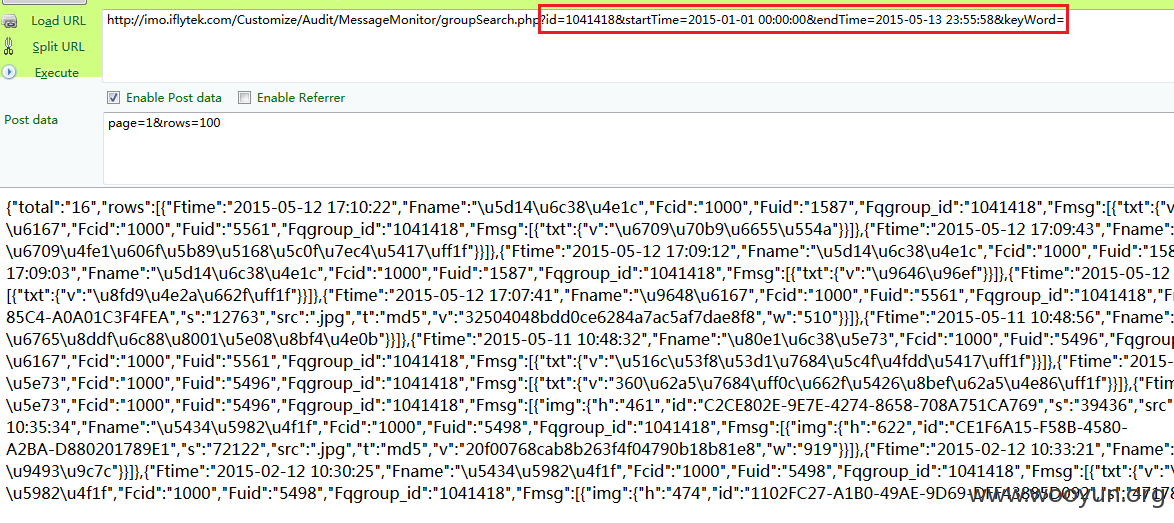 Load URL
http://imo.iflytek.com/Customize/Audit/MessageMonitor/groupSearch.php?id=1041418&startTime=2015-01-01 00:00:00&endTime=2015-05-13 23:55:58&keyWord=
Split URL
Execute
Enable Post data Enable Referrer
Post data
page=1&rows=100
{"total":"16","rows":[{"Ftime":"2015-05-12 17:10:22","Fname":"\u5d14\u6c38\u4e1c","Fcid":"1000","Fuid":"1587","Fqgroup_id":"1041418","Fmsg":[{"txt":{"v
\u6167","Fcid":"1000","Fuid":"5561","Fqgroup_id":"1041418","Fmsg":[{"txt":{"v":"\u6709\u70b9\u6655\u554a"}}]},{"Ftime":"2015-05-12 17:09:43","Fname":
\u6709\u4fe1\u606f\u5b89\u5168\u5c0f\u7ec4\u5417\uff1f"}}]},{"Ftime":"2015-05-12 17:09:12","Fname":"\u5d14\u6c38\u4e1c","Fcid":"1000","Fuid":"158
17:09:03","Fname":"\u5d14\u6c38\u4e1c","Fcid":"1000","Fuid":"1587","Fqgroup_id":"1041418","Fmsg":[{"txt":{"v":"\u9646\u96ef"}}]},{"Ftime":"2015-05-12
[{"txt":{"v":"\u8fd9\u4e2a\u662f\uff1f"}}]},{"Ftime":"2015-05-12 17:07:41","Fname":"\u9648\u6167","Fcid":"1000","Fuid":"5561","Fqgroup_id":"1041418","F
85C4-A0A01C3F4FEA","s":"12763","src":".jpg","t":"md5","v":"32504048bdd0ce6284a7ac5af7dae8f8","w":"510"}}]},{"Ftime":"2015-05-11 10:48:56","Fname":
\u6765\u8ddf\u6c88\u8001\u5e08\u8bf4\u4e0b"}}]},{"Ftime":"2015-05-11 10:48:32","Fname":"\u80e1\u6c38\u5e73","Fcid":"1000","Fuid":"5496","Fqgroup
\u6167","Fcid":"1000","Fuid":"5561","Fqgroup_id":"1041418","Fmsg":[{"txt":{"v":"\u516c\u53f8\u53d1\u7684\u5c4f\u4fdd\u5417\uff1f"}}]},{"Ftime":"2015-
\u5e73","Fcid":"1000","Fuid":"5496","Fqgroup_id":"1041418","Fmsg":[{"txt":{"v":"360\u62a5\u7684\uff0c\u662f\u5426\u8bef\u62a5\u4e86\uff1f"}}]},{"Ft
\u5e73","Fcid":"1000","Fuid":"5496","Fqgroup_id":"1041418","Fmsg":[{"img":{"h":"461","id":"C2CE802E-9E7E-4274-8658-708A751CA769","s":"39436","src"
10:35:34","Fname":"\u5434\u5982\u4f1f","Fcid":"1000","Fuid":"5498","Fqgroup_id":"1041418","Fmsg":[{"img":{"h":"622","id":"CE1F6A15-F58B-4580-
A2BA-D880201789E1","s":"72122","src":".jpg","t":"md5","v":"20f00768cab8b263f4f04790b18b81e8","w":"919"}}]},{"Ftime":"2015-02-12 10:33:21","Fname":
\u9493\u9c7c"}}]},{"Ftime":"2015-02-12 10:30:25","Fname":"\u5434\u5982\u4f1f","Fcid":"1000","Fuid":"5498","Fqgroup_id":"1041418","Fmsg":[{"txt":{"v":"\
\u5982\u4f1f","Fcid":"1000","Fuid":"5498","Fqgroup_id":"1041418","Fmsg":[{"img":{"h":"474","id":"1102FC27-A1B0-49AE-9D69-
www.wooyun.org